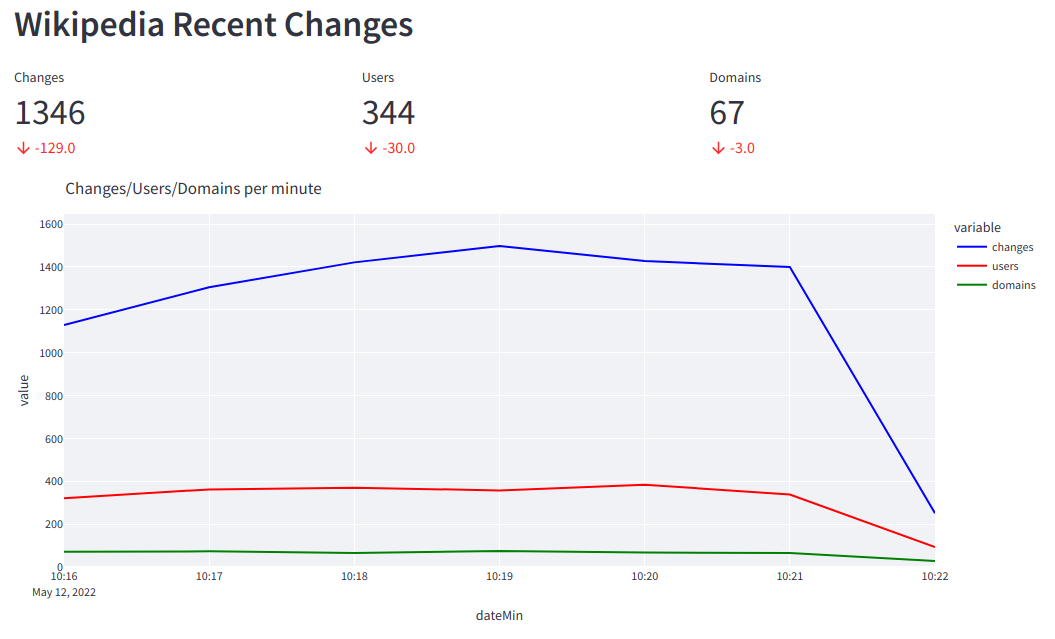 Wikipedia Recent Changes
Changes
1346
↓ -129.0
Users
344
↓ -30.0
Domains
67
↓ -3.0
Changes/Users/Domains per minute
variable
changes
users
domains
value
1600
1400
1200
1000
800
600
400
200
0
10:16 10:17 10:18 10:19 10:20 10:21 10:22
May 12, 2022
dateMin